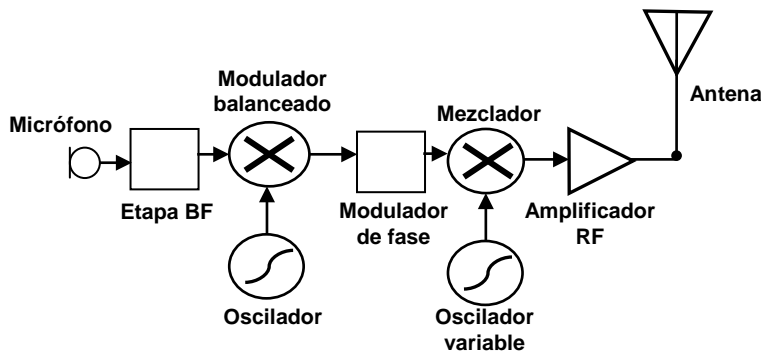 Micrófono
Etapa BF
Modulador
balanceado
Oscilador
Modulador
de fase
Mezclador
Oscilador
variable
Amplificador
RF
Antena